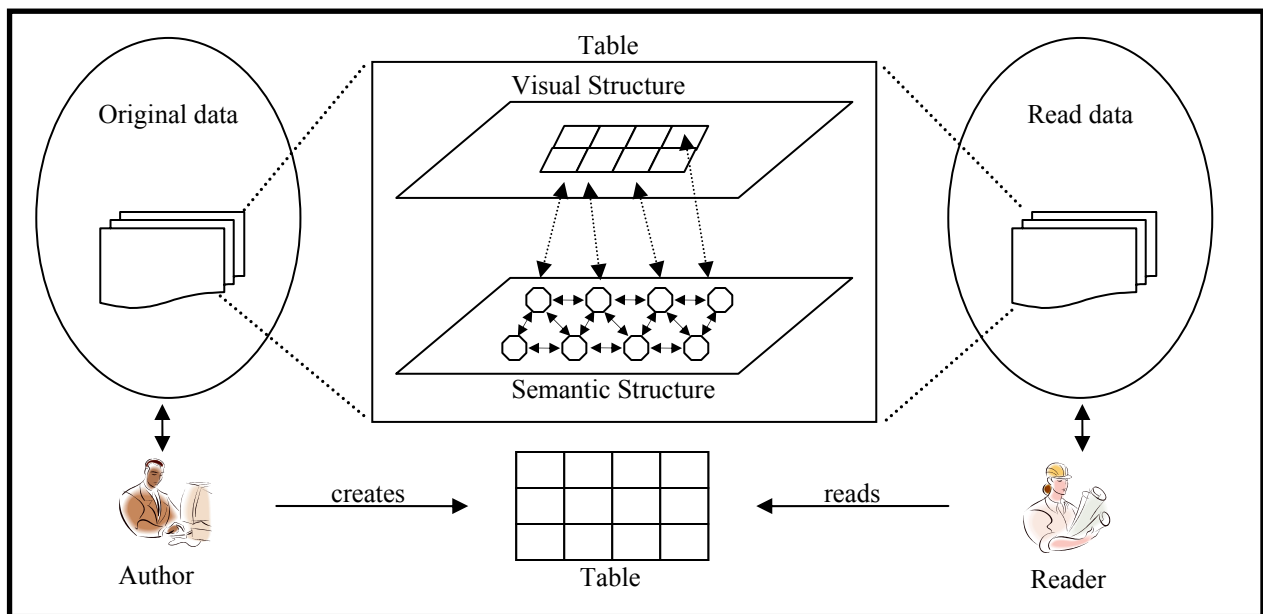 Table
Visual Structure
Original data
Read data
Semantic Structure
creates
reads
Author
Table
Reader